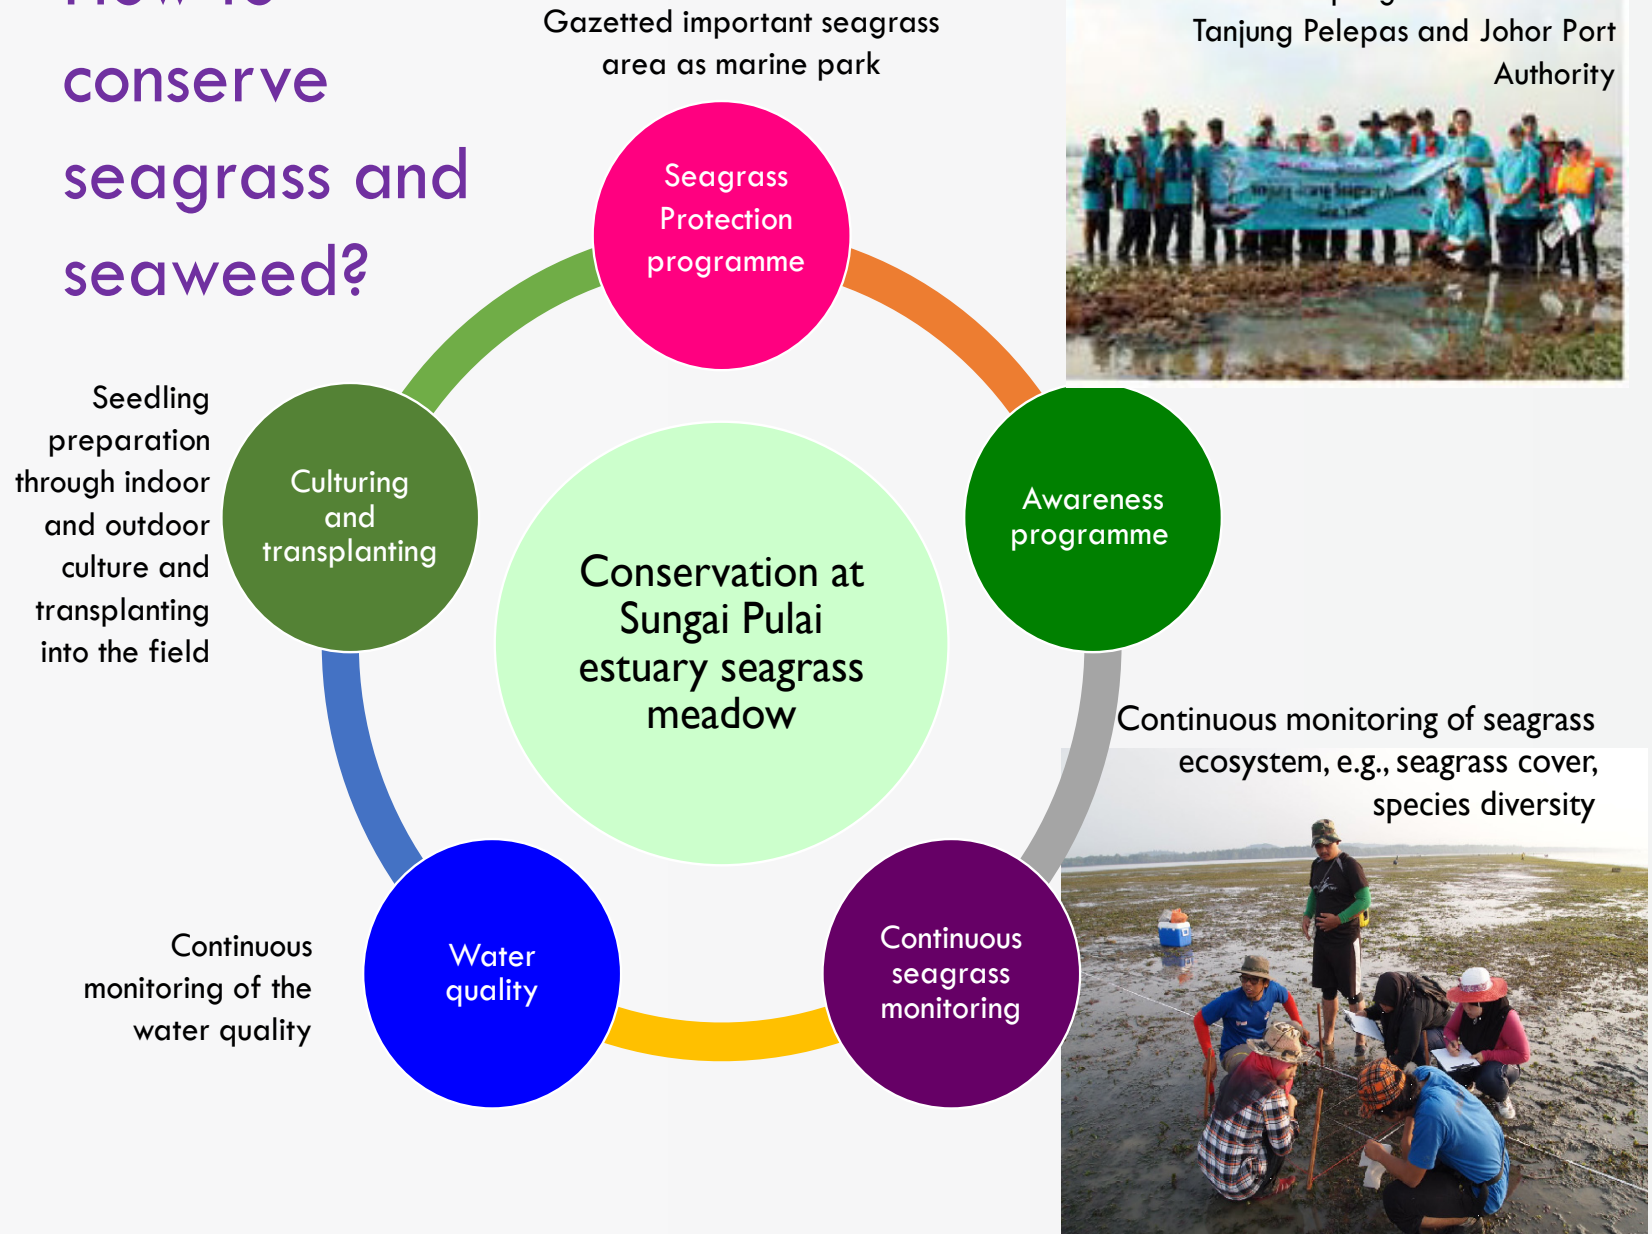 How to
conserve
seagrass and
seaweed?
Gazetted important seagrass
area as marine park
Tanjung Pelepas and Johor Port
Authority
Seagrass
Protection
programme
Awareness
programme
Continuous monitoring of seagrass
ecosystem, e.g., seagrass cover,
species diversity
Continuous
seagrass
monitoring
Water
quality
Continuous
monitoring of the
water quality
Culturing
and
transplanting
Seedling
preparation
through indoor
and outdoor
culture and
transplanting
into the field
Conservation at
Sungai Pulai
estuary seagrass
meadow